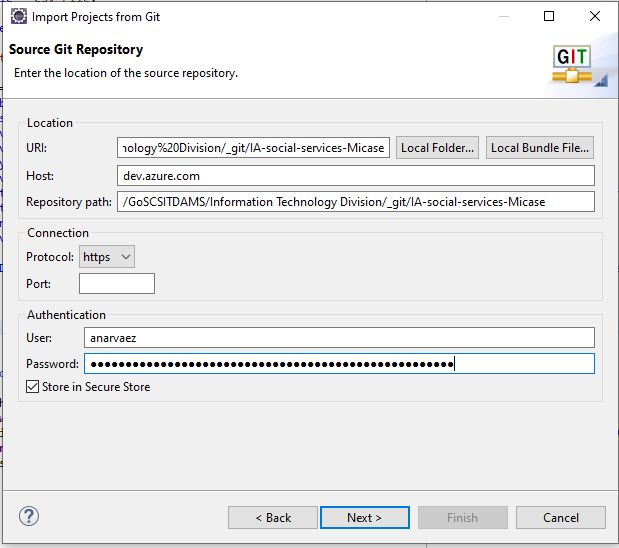 Import Projects from Git
Source Git Repository
Enter the location of the source repository.
GIT
Location
URI: nology%20Division/_git/IA-social-services-Micase Local Folder... Local Bundle File...
Host: dev.azure.com
Repository path: /GoSCSITDAMS/Information Technology Division/_git/IA-social-services-Micase
Connection
Protocol: https
Port:
Authentication
User: anarvaez
Password: ●●●●●●●●●●●●●●●●●●●●●●●●●●●●●●●●●●●●●●●●●●●●●●●●●●●●
Store in Secure Store
? < Back Next > Finish Cancel